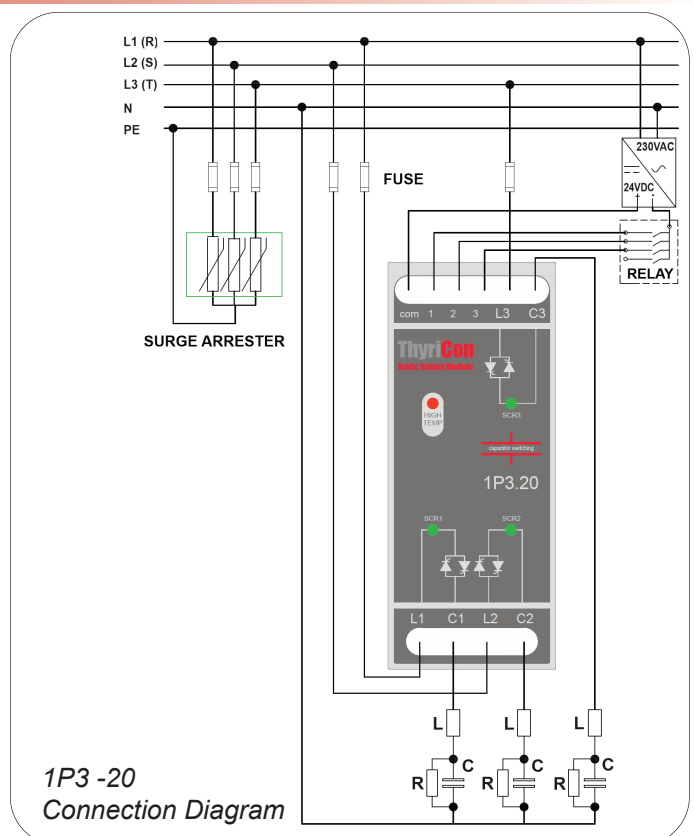 L1 (R)
L2 (S)
L3 (T)
N
PE
230VAC
24VDC
+ -
FUSE
RELAY
SURGE ARRESTER
com 1 2 3 L3 C3
ThyriCon
Static Switch Module
HIGH
TEMP
SCR3
capacitor switching
1P3.20
SCR1 SCR2
L1 C1 L2 C2
L L L
R C R C R C
1P3 -20
Connection Diagram